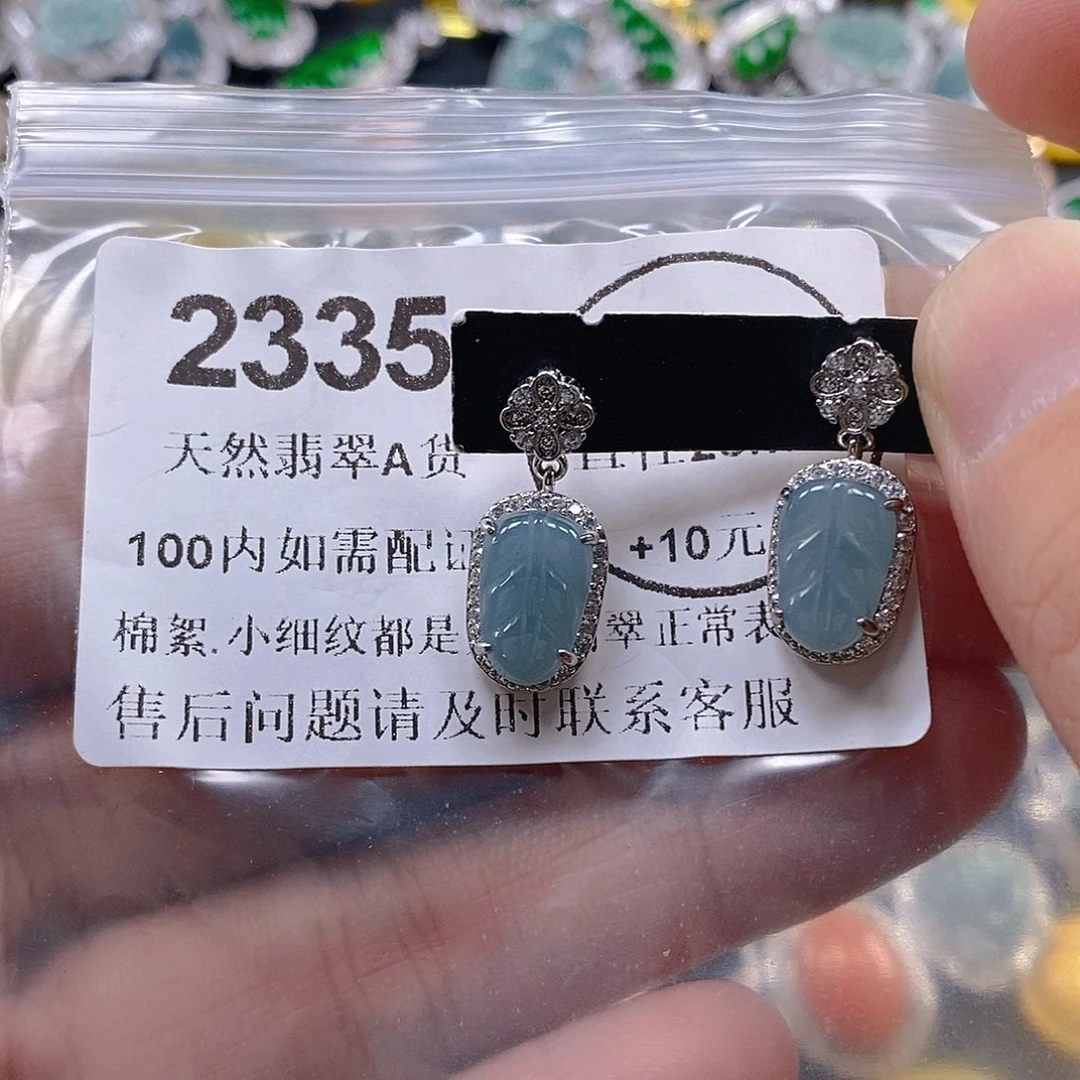 2335
天然翡翠A货
100内如需配证 +10元
棉絮.小细纹都是 翠正常表
售后问题请及时联系客服